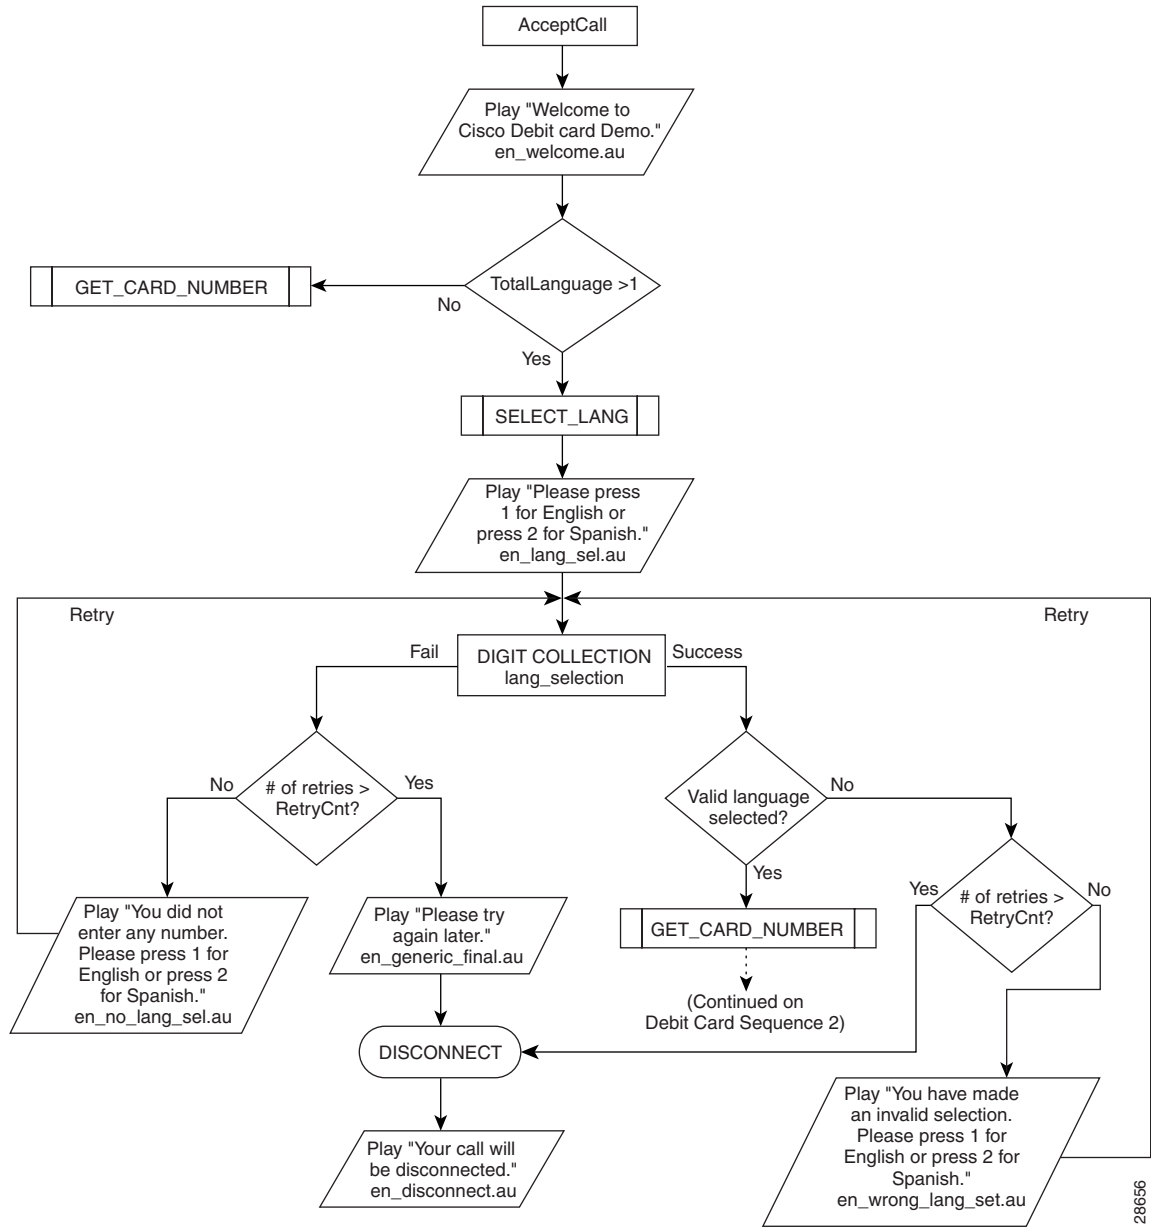 AcceptCall
Play "Welcome to
Cisco Debit card Demo."
en_welcome.au
TotalLanguage >1
No
GET_CARD_NUMBER
Yes
SELECT_LANG
Play "Please press
1 for English or
press 2 for Spanish."
en_lang_sel.au
Retry
Retry
Fail
DIGIT COLLECTION
lang_selection
Success
No
# of retries >
RetryCnt?
Yes
Valid language
selected?
No
Yes
Yes
# of retries >
RetryCnt?
No
Play "You did not
enter any number.
Please press 1 for
English or press 2
for Spanish."
en_no_lang_sel.au
Play "Please try
again later."
en_generic_final.au
GET_CARD_NUMBER
(Continued on
Debit Card Sequence 2)
DISCONNECT
Play "Your call will
be disconnected."
en_disconnect.au
Play "You have made
an invalid selection.
Please press 1 for
English or press 2 for
Spanish."
en_wrong_lang_set.au
28656